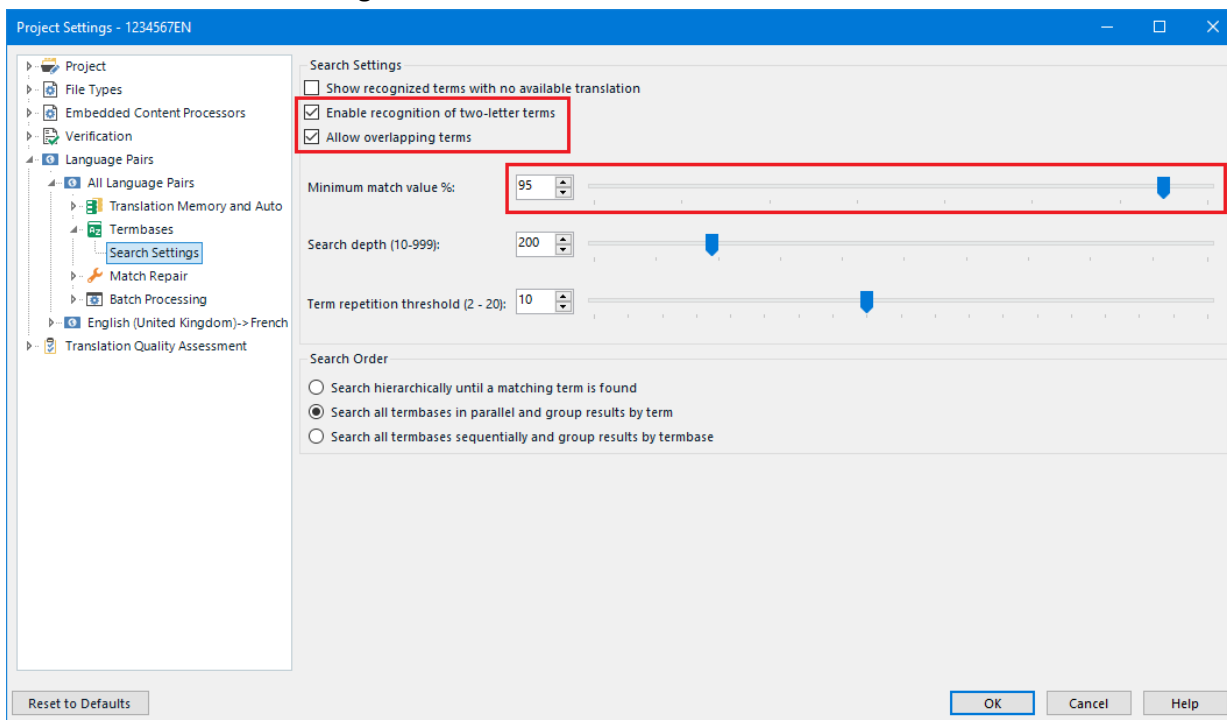 Project Settings - 1234567EN
Project
File Types
Embedded Content Processors
Verification
Language Pairs
All Language Pairs
Translation Memory and Auto
Termbases
Search Settings
Match Repair
Batch Processing
English (United Kingdom)->French
Translation Quality Assessment
Search Settings
Show recognized terms with no available translation
Enable recognition of two-letter terms
Allow overlapping terms
Minimum match value %: 95
Search depth (10-999): 200
Term repetition threshold (2 - 20): 10
Search Order
Search hierarchically until a matching term is found
Search all termbases in parallel and group results by term
Search all termbases sequentially and group results by termbase
Reset to Defaults OK Cancel Help